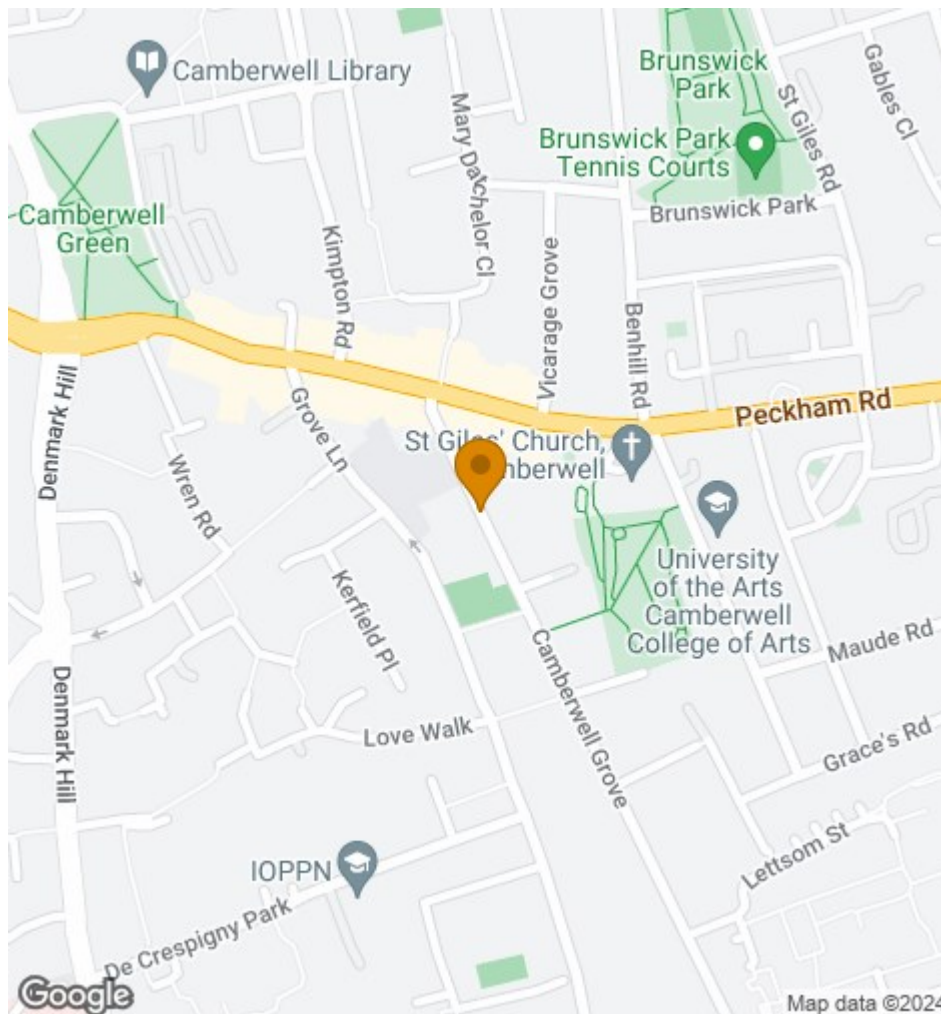 Camberwell Library
Brunswick
Park
Gables Cl
St Giles Rd
Mary Datchelor Cl
Brunswick Park
Tennis Courts
Brunswick Park
Camberwell
Green
Kimpton Rd
Vicarage Grove
Benhill Rd
Denmark Hill
Grove Ln
Peckham Rd
St Giles' Church,
Wren Rd
University
of the Arts
Camberwell
College of Arts
Kerfield Pl
Camberwell Grove
Maude Rd
Denmark Hill
Love Walk
Grace's Rd
Lettsom St
IOPPN
De Crespigny Park
Google
Map data ©2024